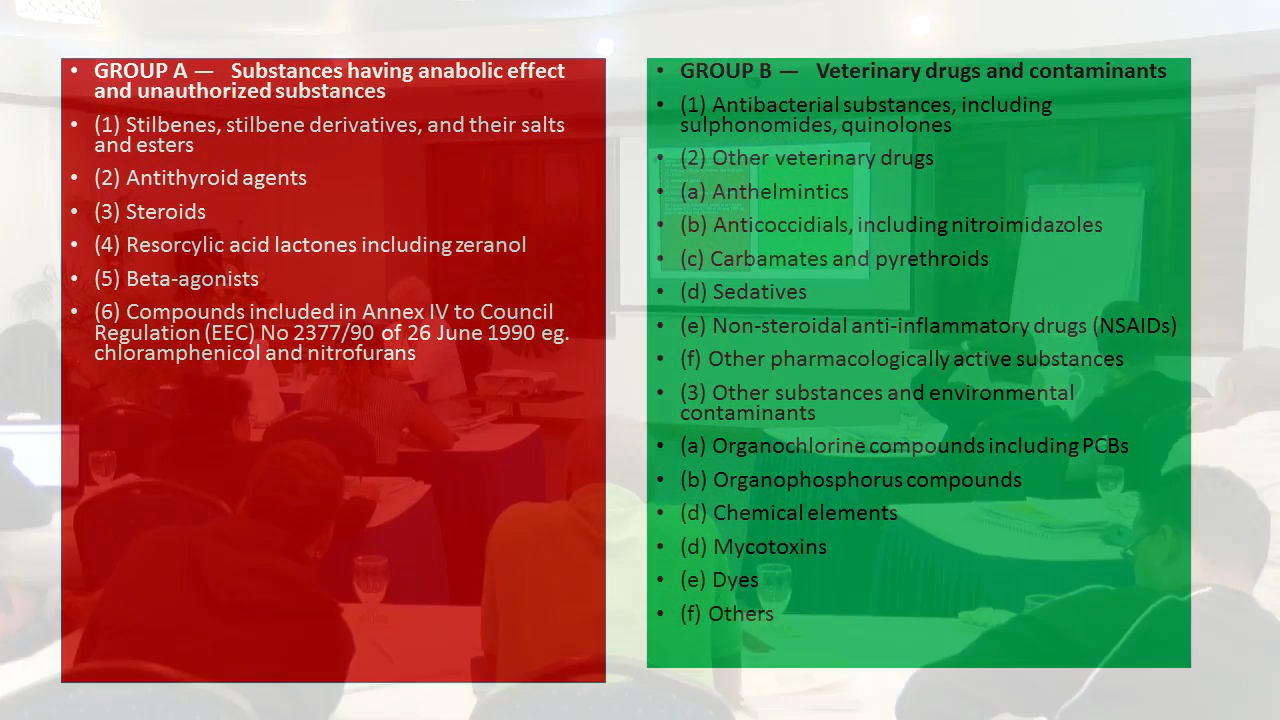 • GROUP A — Substances having anabolic effect
and unauthorized substances
• (1) Stilbenes, stilbene derivatives, and their salts
and esters
• (2) Antithyroid agents
• (3) Steroids
• (4) Resorcylic acid lactones including zeranol
• (5) Beta-agonists
• (6) Compounds included in Annex IV to Council
Regulation (EEC) No 2377/90 of 26 June 1990 eg.
chloramphenicol and nitrofurans
• GROUP B — Veterinary drugs and contaminants
• (1) Antibacterial substances, including
sulphonomides, quinolones
• (2) Other veterinary drugs
• (a) Anthelmintics
• (b) Anticoccidials, including nitroimidazoles
• (c) Carbamates and pyrethroids
• (d) Sedatives
• (e) Non-steroidal anti-inflammatory drugs (NSAIDs)
• (f) Other pharmacologically active substances
• (3) Other substances and environmental
contaminants
• (a) Organochlorine compounds including PCBs
• (b) Organophosphorus compounds
• (d) Chemical elements
• (d) Mycotoxins
• (e) Dyes
• (f) Others